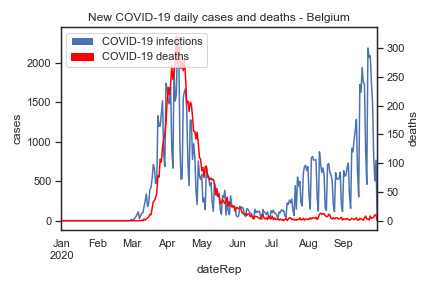 New COVID-19 daily cases and deaths - Belgium
COVID-19 infections
COVID-19 deaths
cases
2000
1500
1000
500
0
deaths
300
250
200
150
100
50
0
Jan Feb Mar Apr May Jun Jul Aug Sep
2020
dateRep